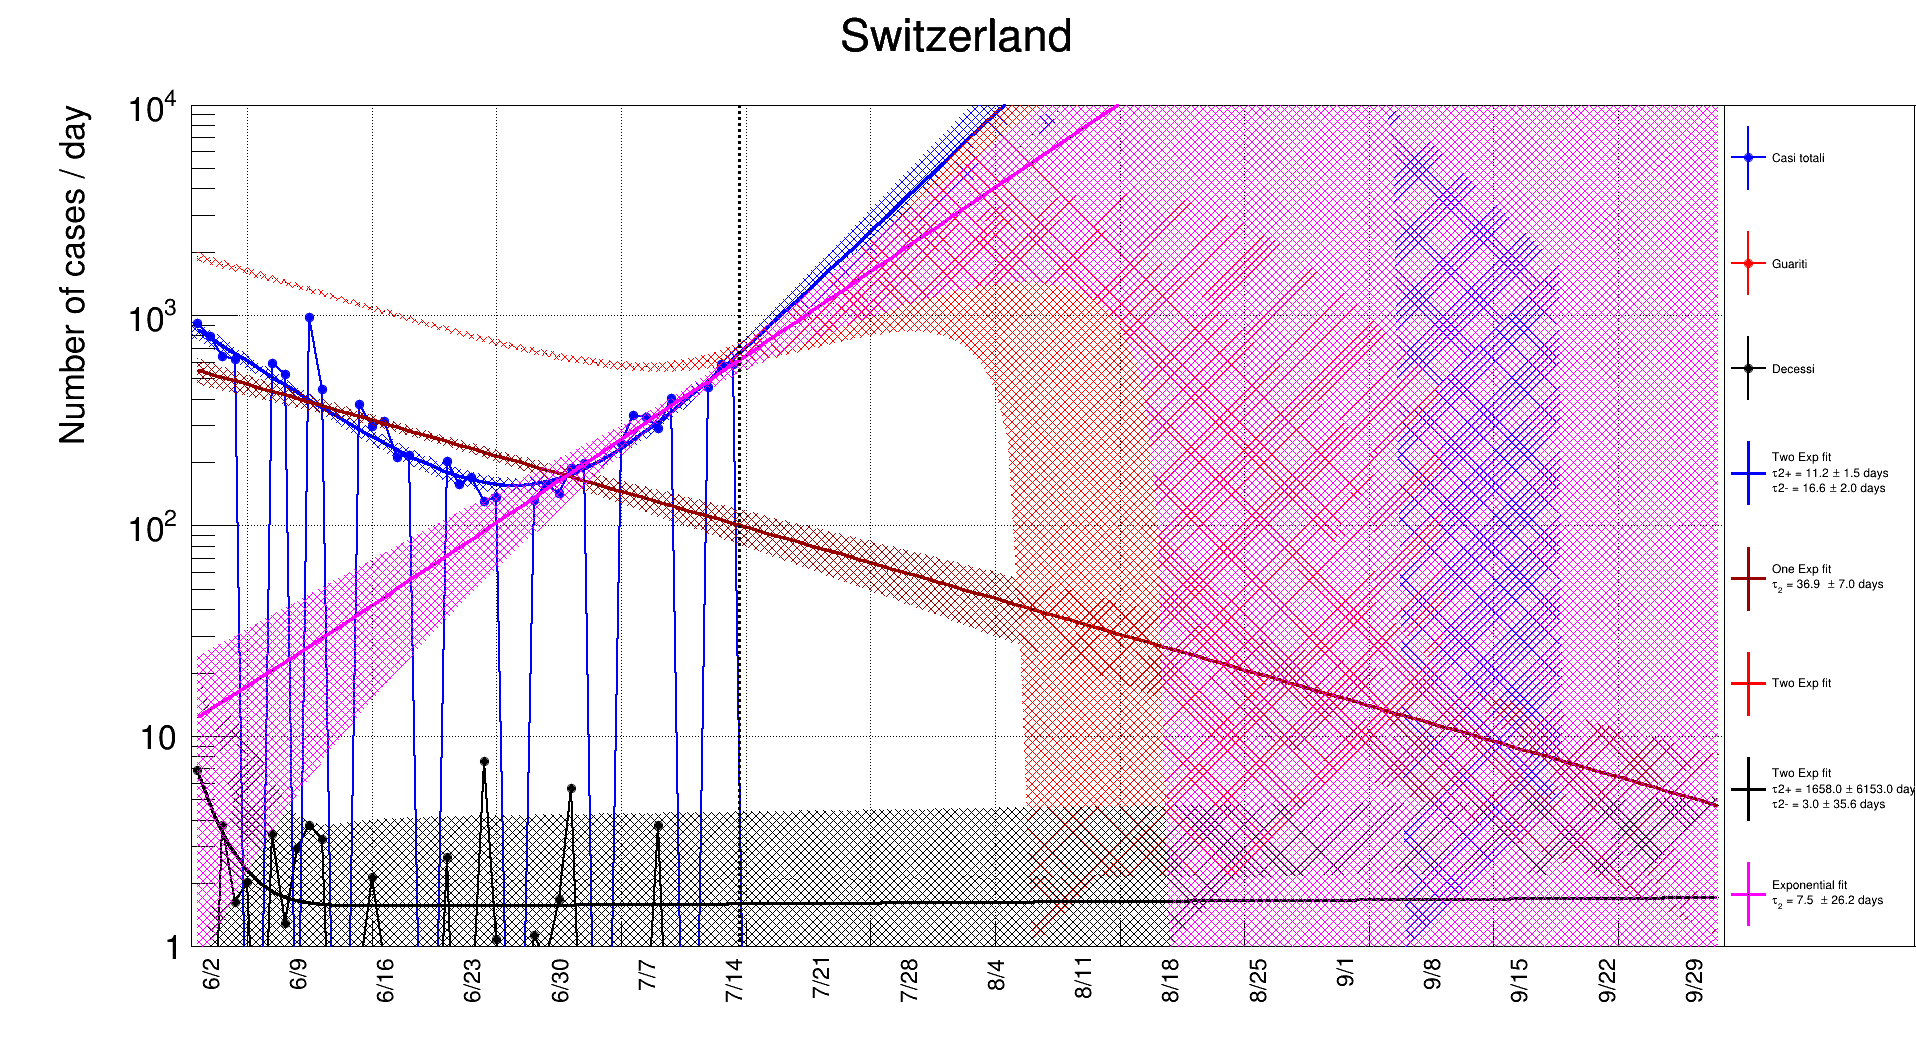 Switzerland
Number of cases / day
10^4
10^3
10^2
10
1
6/2
6/9
6/16
6/23
6/30
7/7
7/14
7/21
7/28
8/4
8/11
8/18
8/25
9/1
9/8
9/15
9/22
9/29
Casi totali
Guariti
Decessi
Two Exp fit
τ2+ = 11.2 ± 1.5 days
τ2- = 16.6 ± 2.0 days
One Exp fit
τ2 = 36.9 ± 7.0 days
Two Exp fit
Two Exp fit
τ2+ = 1658.0 ± 6153.0 day
τ2- = 3.0 ± 35.6 days
Exponential fit
τ2 = 7.5 ± 26.2 days